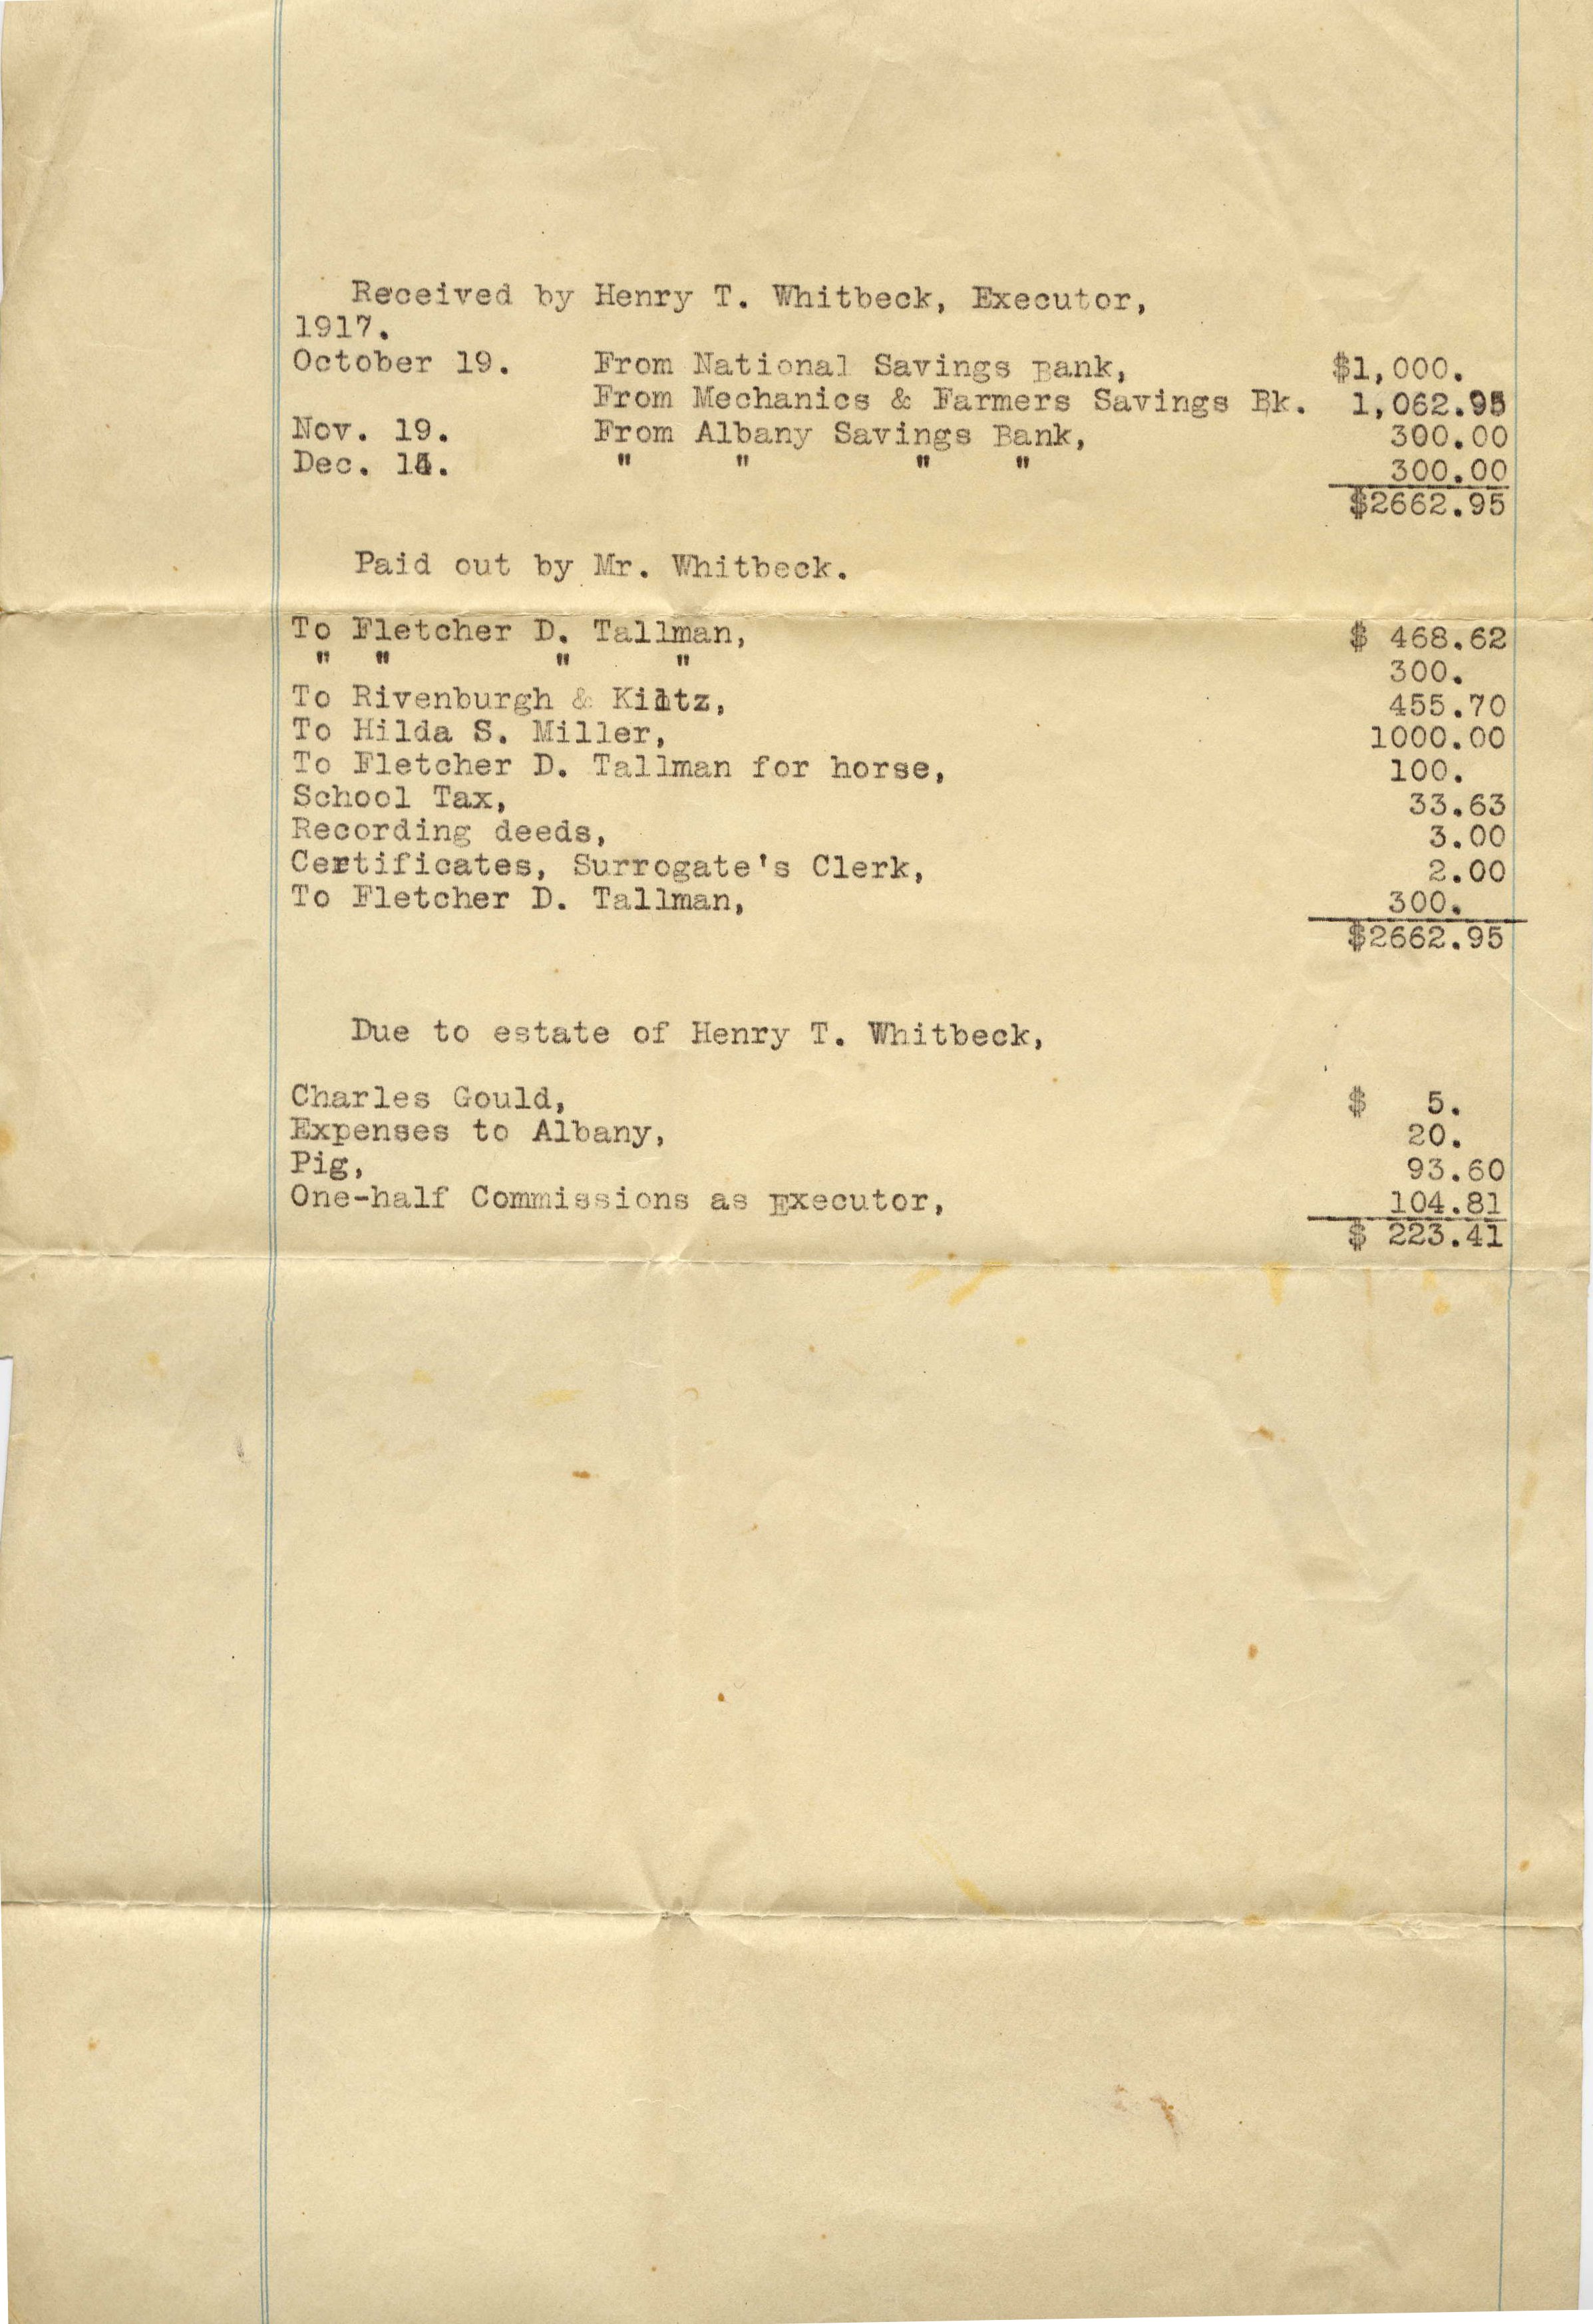 Received by Henry T. Whitbeck, Executor,
1917.
October 19. From National Savings Bank, $1,000.
From Mechanics & Farmers Savings Bk. 1,062.95
Nov. 19. From Albany Savings Bank, 300.00
Dec. " " " " 300.00
$2662.95
Paid out by Mr. Whitbeck.
To Fletcher D. Tallman, $ 468.62
" " " " 300.
To Rivenburgh & 455.70
To Hilda S. Miller, 1000.00
To Fletcher D. Tallman for horse, 100.
School Tax, 33.63
Recording deeds, 3.00
Certificates, Surrogate's Clerk, 2.00
To Fletcher D. Tallman, 300.
$2662.95
Due to estate of Henry T. Whitbeck,
Charles Gould, $ 5.
Expenses to Albany, 20.
Pig, 93.60
One-half Commissions as Executor, 104.81
$ 223.41